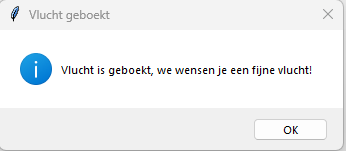 Vlucht geboekt
Vlucht is geboekt, we wensen je een fijne vlucht!
OK